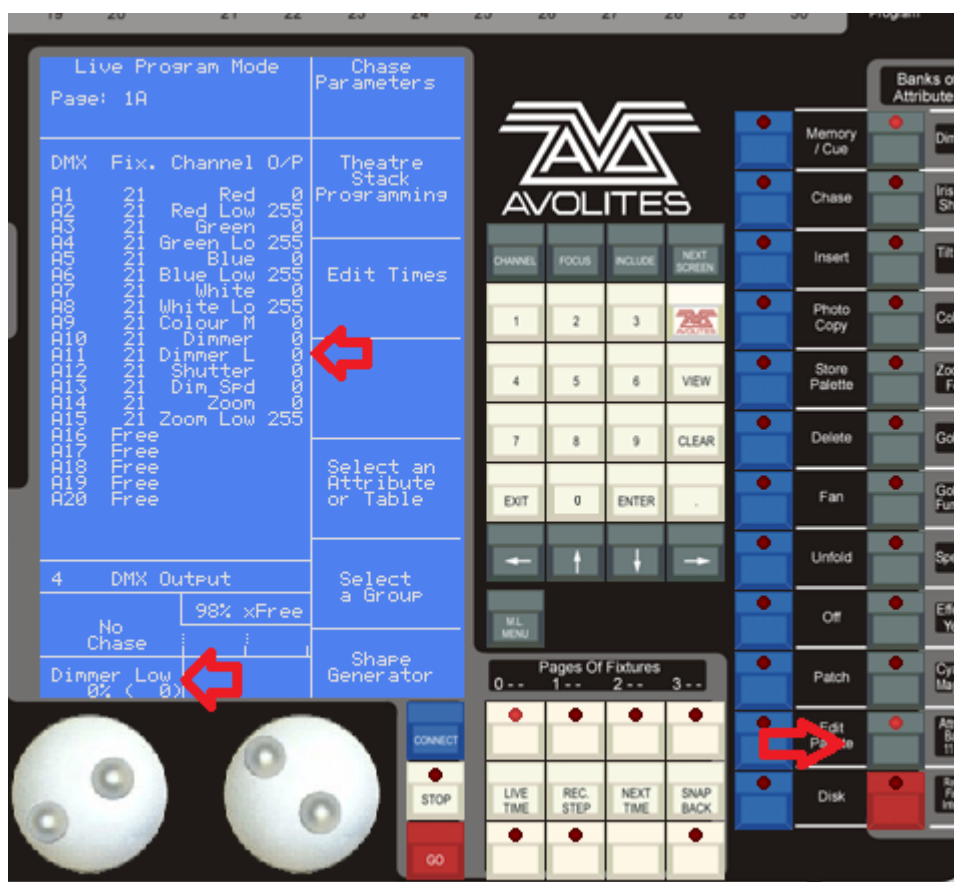 Live Program Mode
Page: 1A
DMX Fix. Channel O/P
A1 21 Red 0
A2 21 Red Low 255
A3 21 Green 0
A4 21 Green Lo 255
A5 21 Blue 0
A6 21 Blue Low 255
A7 21 White 0
A8 21 White Lo 255
A9 21 Colour M 0
A10 21 Dimmer 0
A11 21 Dimmer L 0
A12 21 Shutter 0
A13 21 Dim Spd 0
A14 21 Zoom 0
A15 21 Zoom Low 255
A16 Free
A17 Free
A18 Free
A19 Free
A20 Free
4 DMX Output
98% xFree
No
Chase
Dimmer Low
0% ( 0)
Chase
Parameters
Theatre
Stack
Programming
Edit Times
Select an
Attribute
or Table
Select
a Group
Shape
Generator
AVOLITES
CHANNEL FOCUS INCLUDE NEXT SCREEN
1 2 3 AVOLITES
4 5 6 VIEW
7 8 9 CLEAR
EXIT 0 ENTER .
M.L.
MENU
Pages Of Fixtures
0 - - 1 - - 2 - - 3 - -
CONNECT
STOP
GO
LIVE TIME
REC. STEP
NEXT TIME
SNAP BACK
Memory
/ Cue
Chase
Insert
Photo
Copy
Store
Palette
Delete
Fan
Unfold
Off
Patch
Edit
Disk
Banks